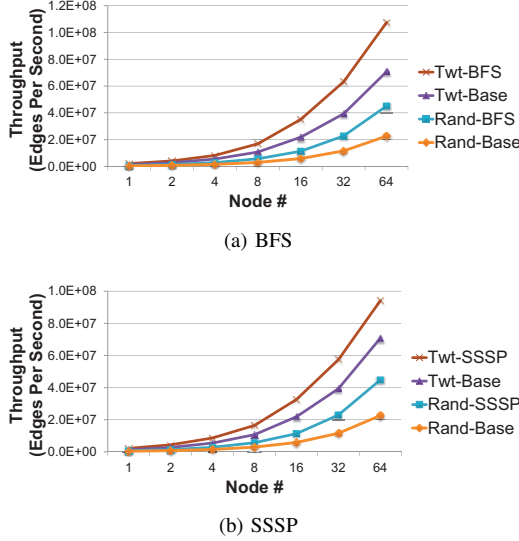 1.2E+08
1.0E+08
8.0E+07
6.0E+07
4.0E+07
2.0E+07
0.0E+00
Throughput
(Edges Per Second)
1 2 4 8 16 32 64
Node #
Twt-BFS
Twt-Base
Rand-BFS
Rand-Base
(a) BFS
1.0E+08
8.0E+07
6.0E+07
4.0E+07
2.0E+07
0.0E+00
Throughput
(Edges Per Second)
1 2 4 8 16 32 64
Node #
Twt-SSSP
Twt-Base
Rand-SSSP
Rand-Base
(b) SSSP